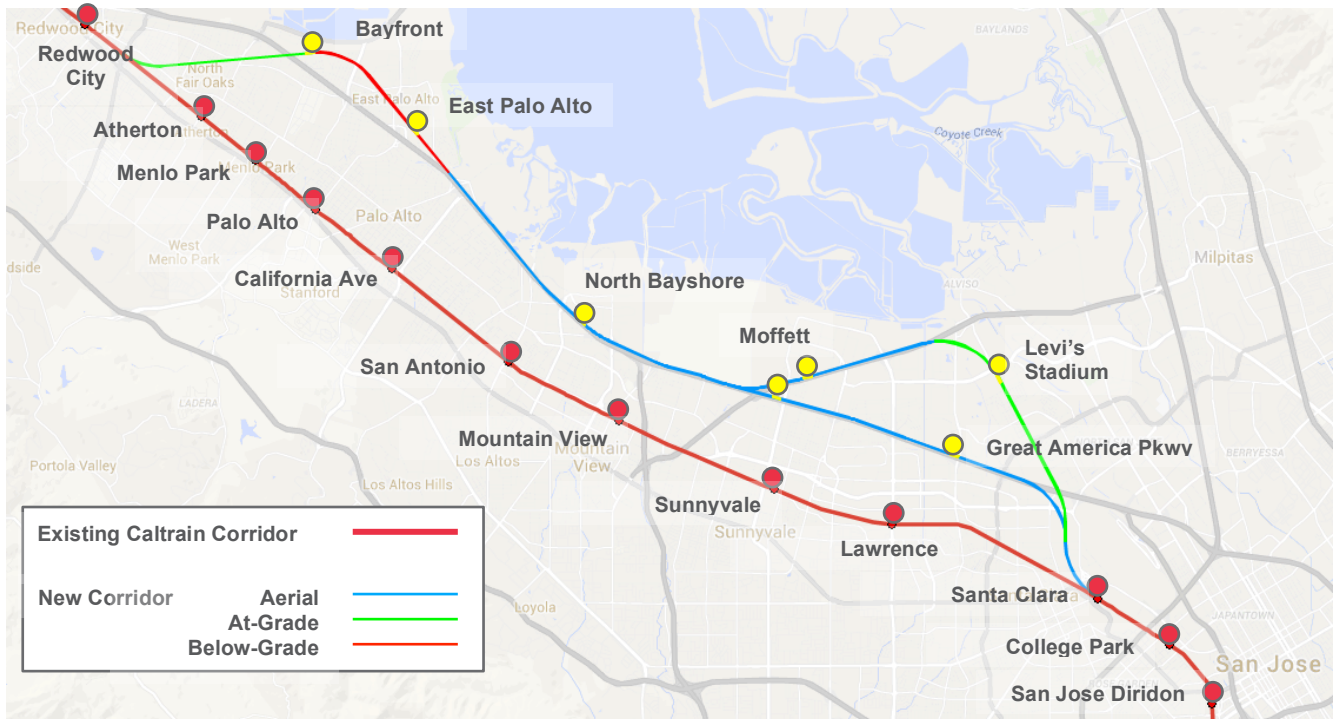 Redwood City
BAYLANDS
Bayfront
Redwood
City
North
Fair Oaks
East Palo Alto
East Palo Alto
Atherton
Atherton
Coyote Creek
Menlo Park
Menlo Park
Palo Alto
Palo Alto
West
Menlo Park
California Ave
Stanford
Milpitas
North Bayshore
ALVISO
Moffett
Levi's
Stadium
San Antonio
LADERA
Mountain View
Mountain
View
Los Altos
Great America Pkwv
BERRYESSA
Portola Valley
Los Altos Hills
Sunnyvale
Sunnyvale
Lawrence
Existing Caltrain Corridor
New Corridor
Aerial
At-Grade
Below-Grade
Loyola
Santa Clara
JAPANTOWN
College Park
San Jose
ROSE GARDEN
San Jose Diridon